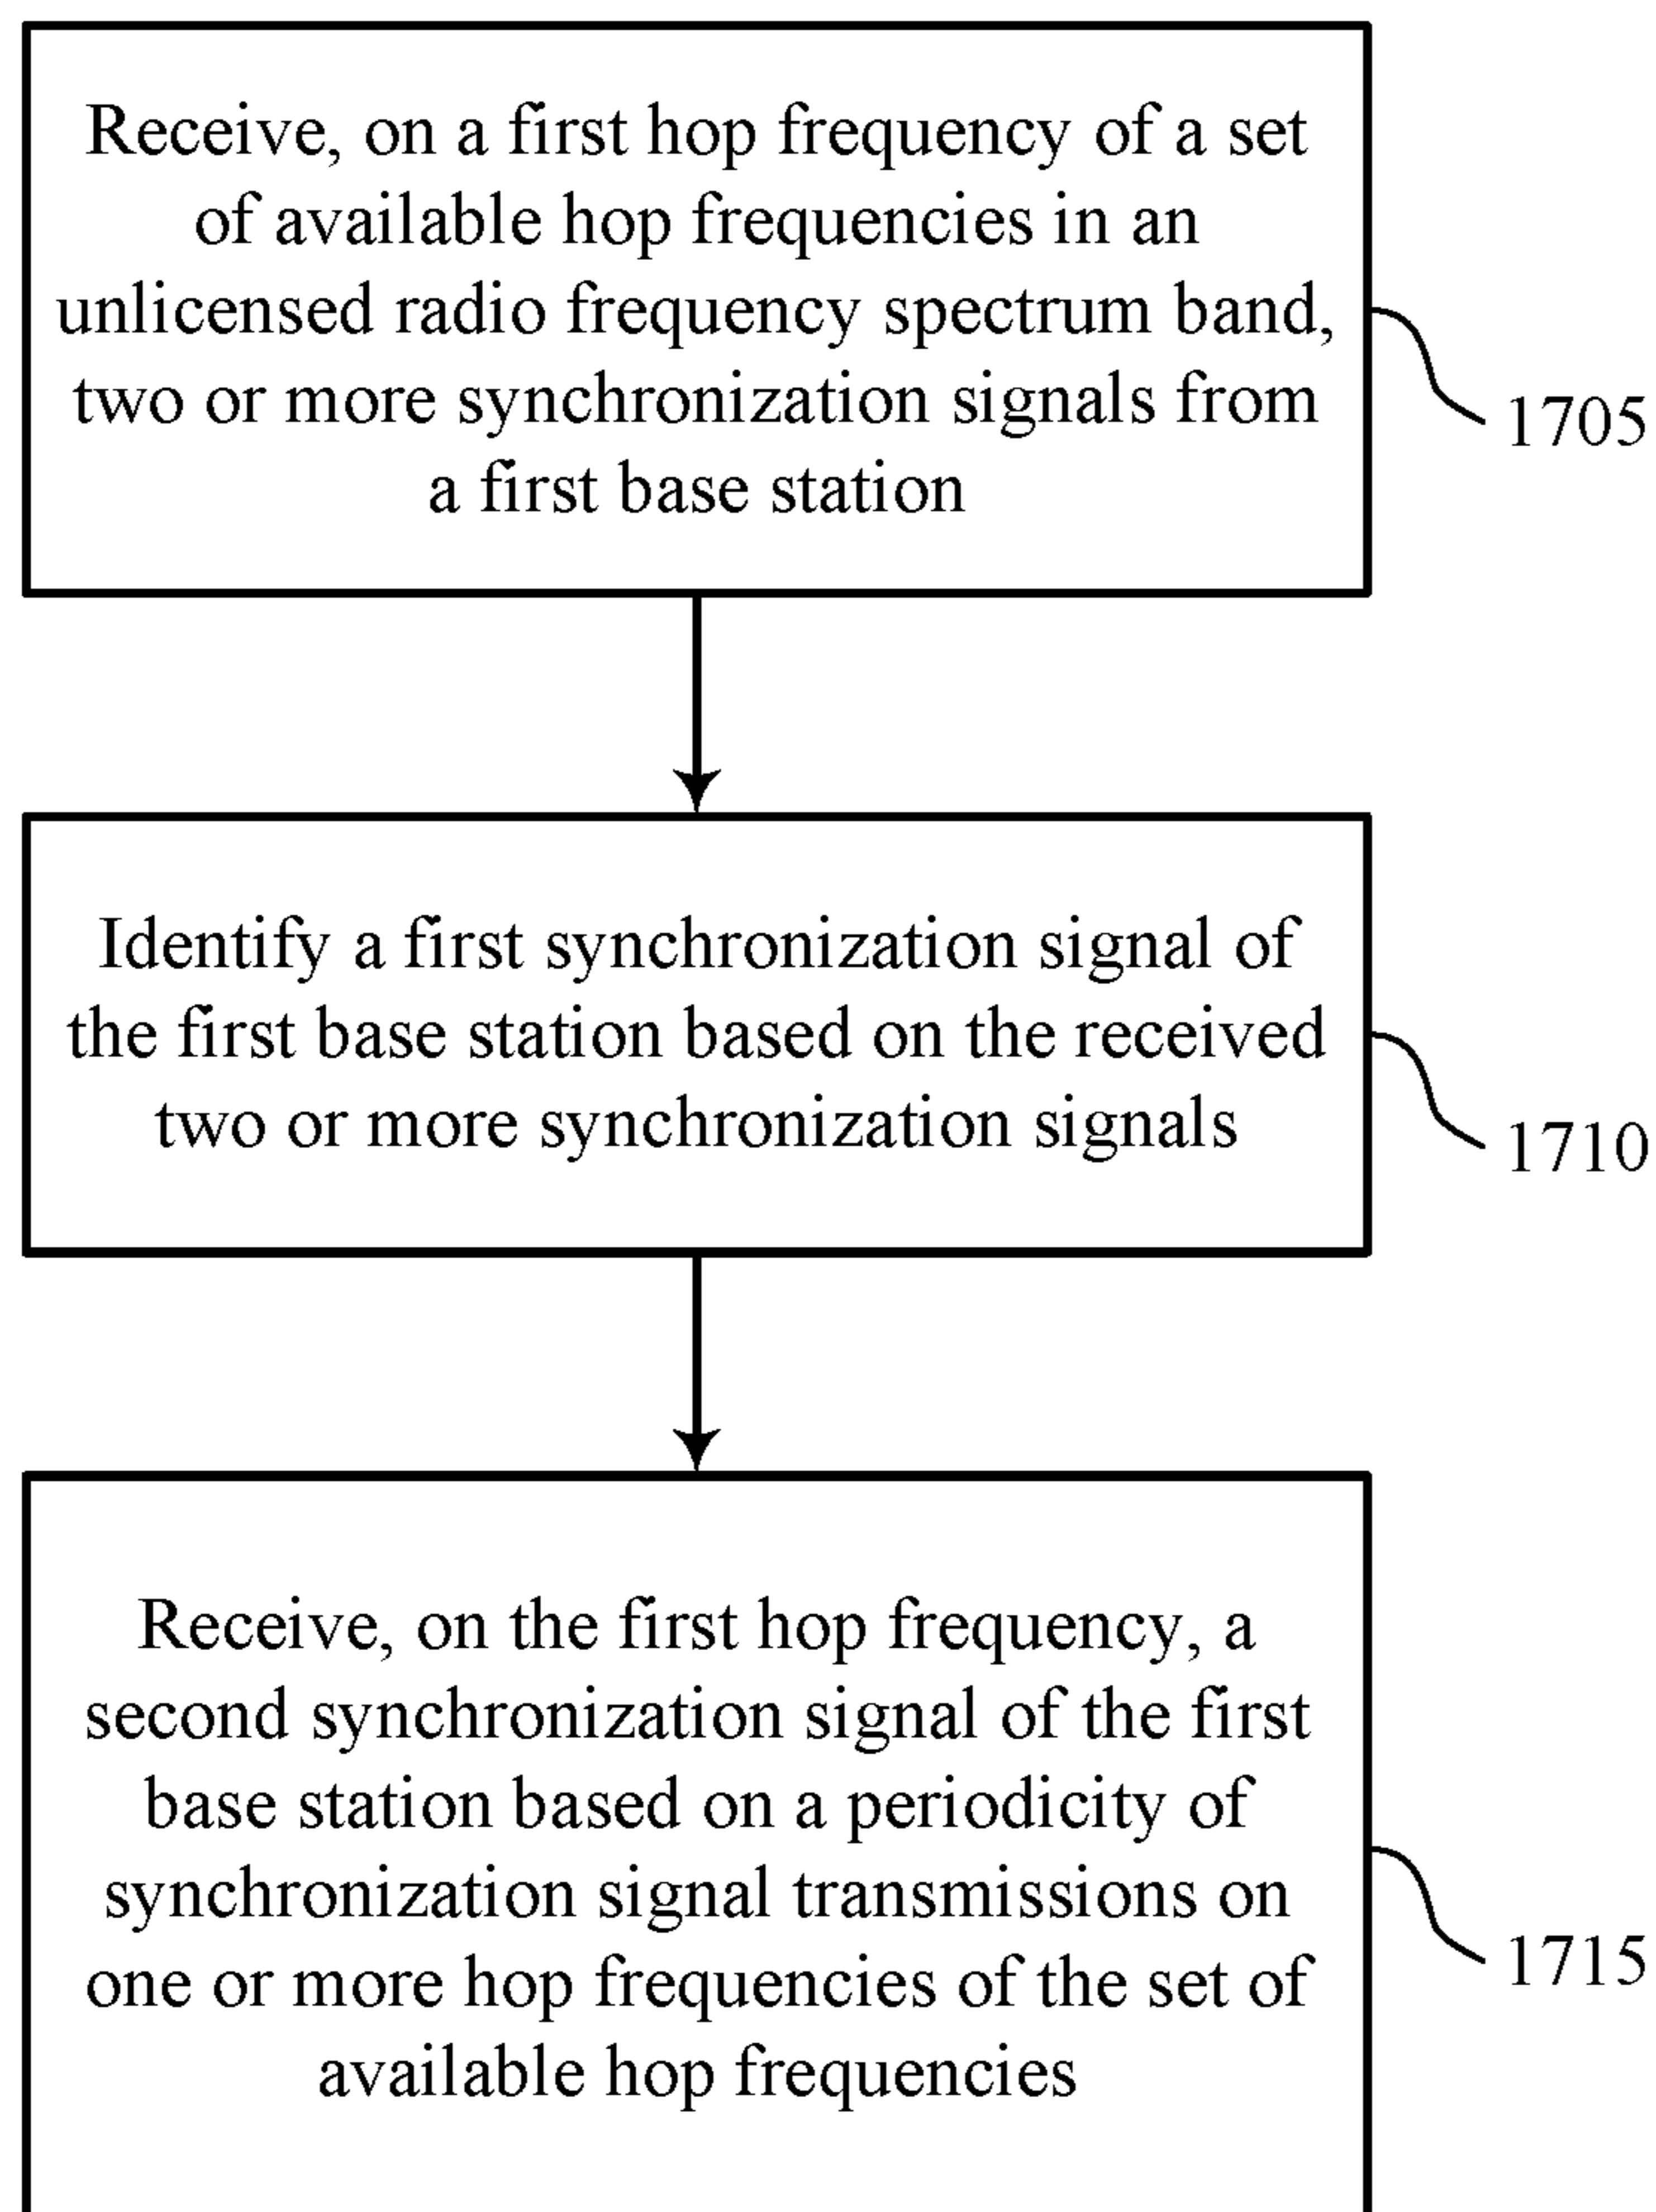 Receive, on a first hop frequency of a set
of available hop frequencies in an
unlicensed radio frequency spectrum band,
two or more synchronization signals from
a first base station
1705
Identify a first synchronization signal of
the first base station based on the received
two or more synchronization signals
1710
Receive, on the first hop frequency, a
second synchronization signal of the first
base station based on a periodicity of
synchronization signal transmissions on
one or more hop frequencies of the set of
available hop frequencies
1715